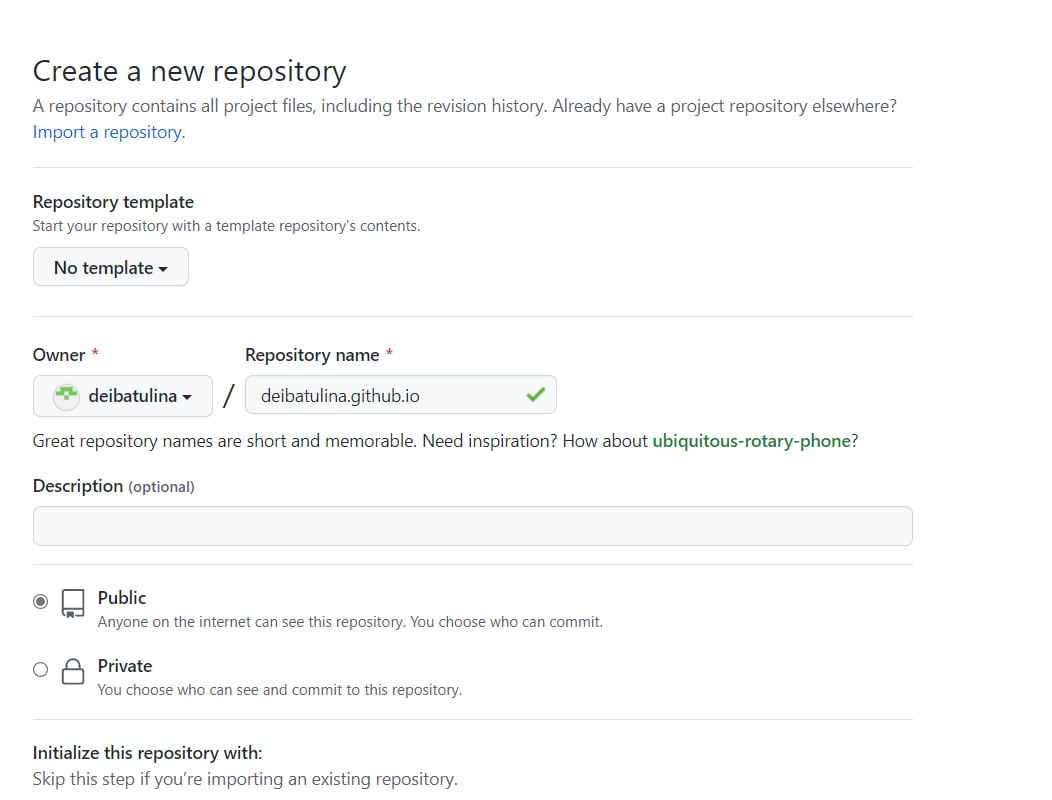 Create a new repository
A repository contains all project files, including the revision history. Already have a project repository elsewhere?
Import a repository.
Repository template
Start your repository with a template repository's contents.
No template
Owner *
Repository name *
deibatulina / deibatulina.github.io
Great repository names are short and memorable. Need inspiration? How about ubiquitous-rotary-phone?
Description (optional)
Public
Anyone on the internet can see this repository. You choose who can commit.
Private
You choose who can see and commit to this repository.
Initialize this repository with:
Skip this step if you’re importing an existing repository.